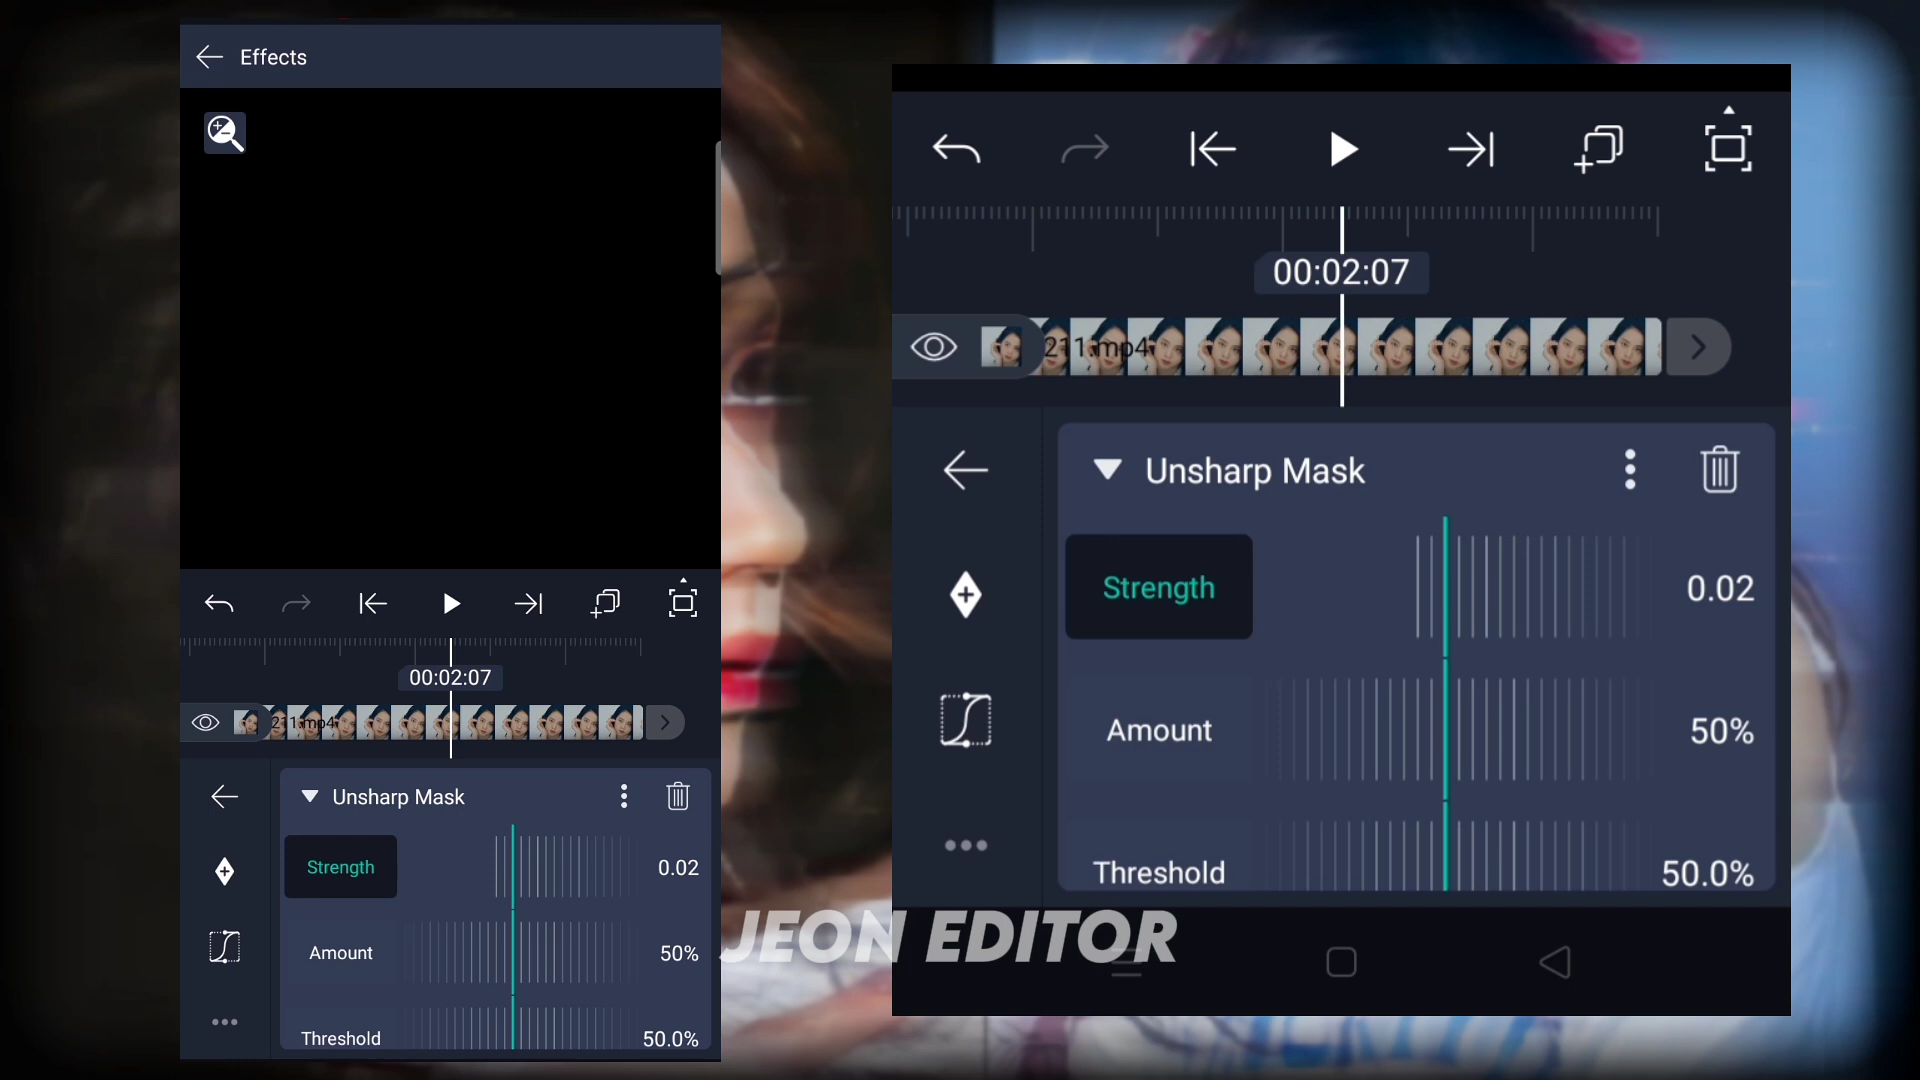 Effects
00:02:07
211.mp4
Unsharp Mask
Strength 0.02
Amount 50%
Threshold 50.0%
00:02:07
211.mp4
Unsharp Mask
Strength 0.02
Amount 50%
Threshold 50.0%
JEON EDITOR